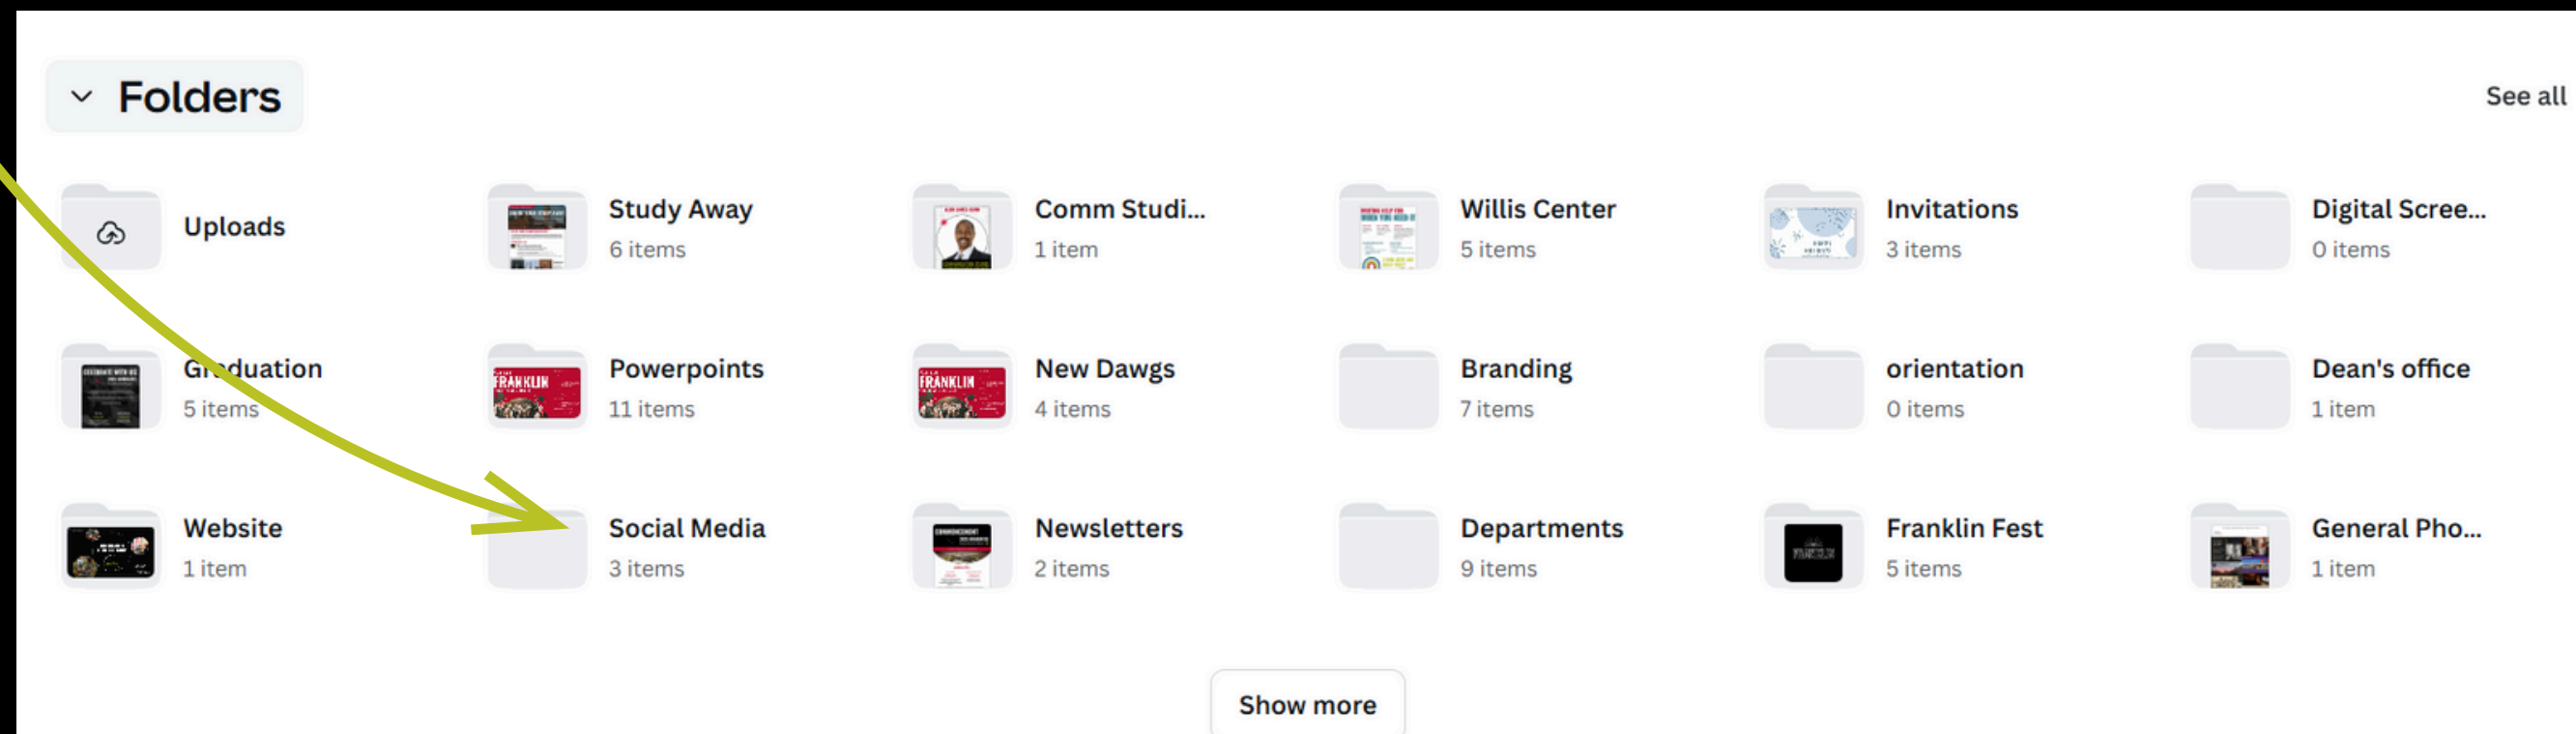 Folders
See all
Uploads
Study Away
6 items
Comm Studi...
1 item
Willis Center
5 items
Invitations
3 items
Digital Scree...
0 items
Graduation
5 items
Powerpoints
11 items
New Dawgs
4 items
Branding
7 items
orientation
0 items
Dean's office
1 item
Website
1 item
Social Media
3 items
Newsletters
2 items
Departments
9 items
Franklin Fest
5 items
General Pho...
1 item
FRANKLIN
FRANKLIN
Show more